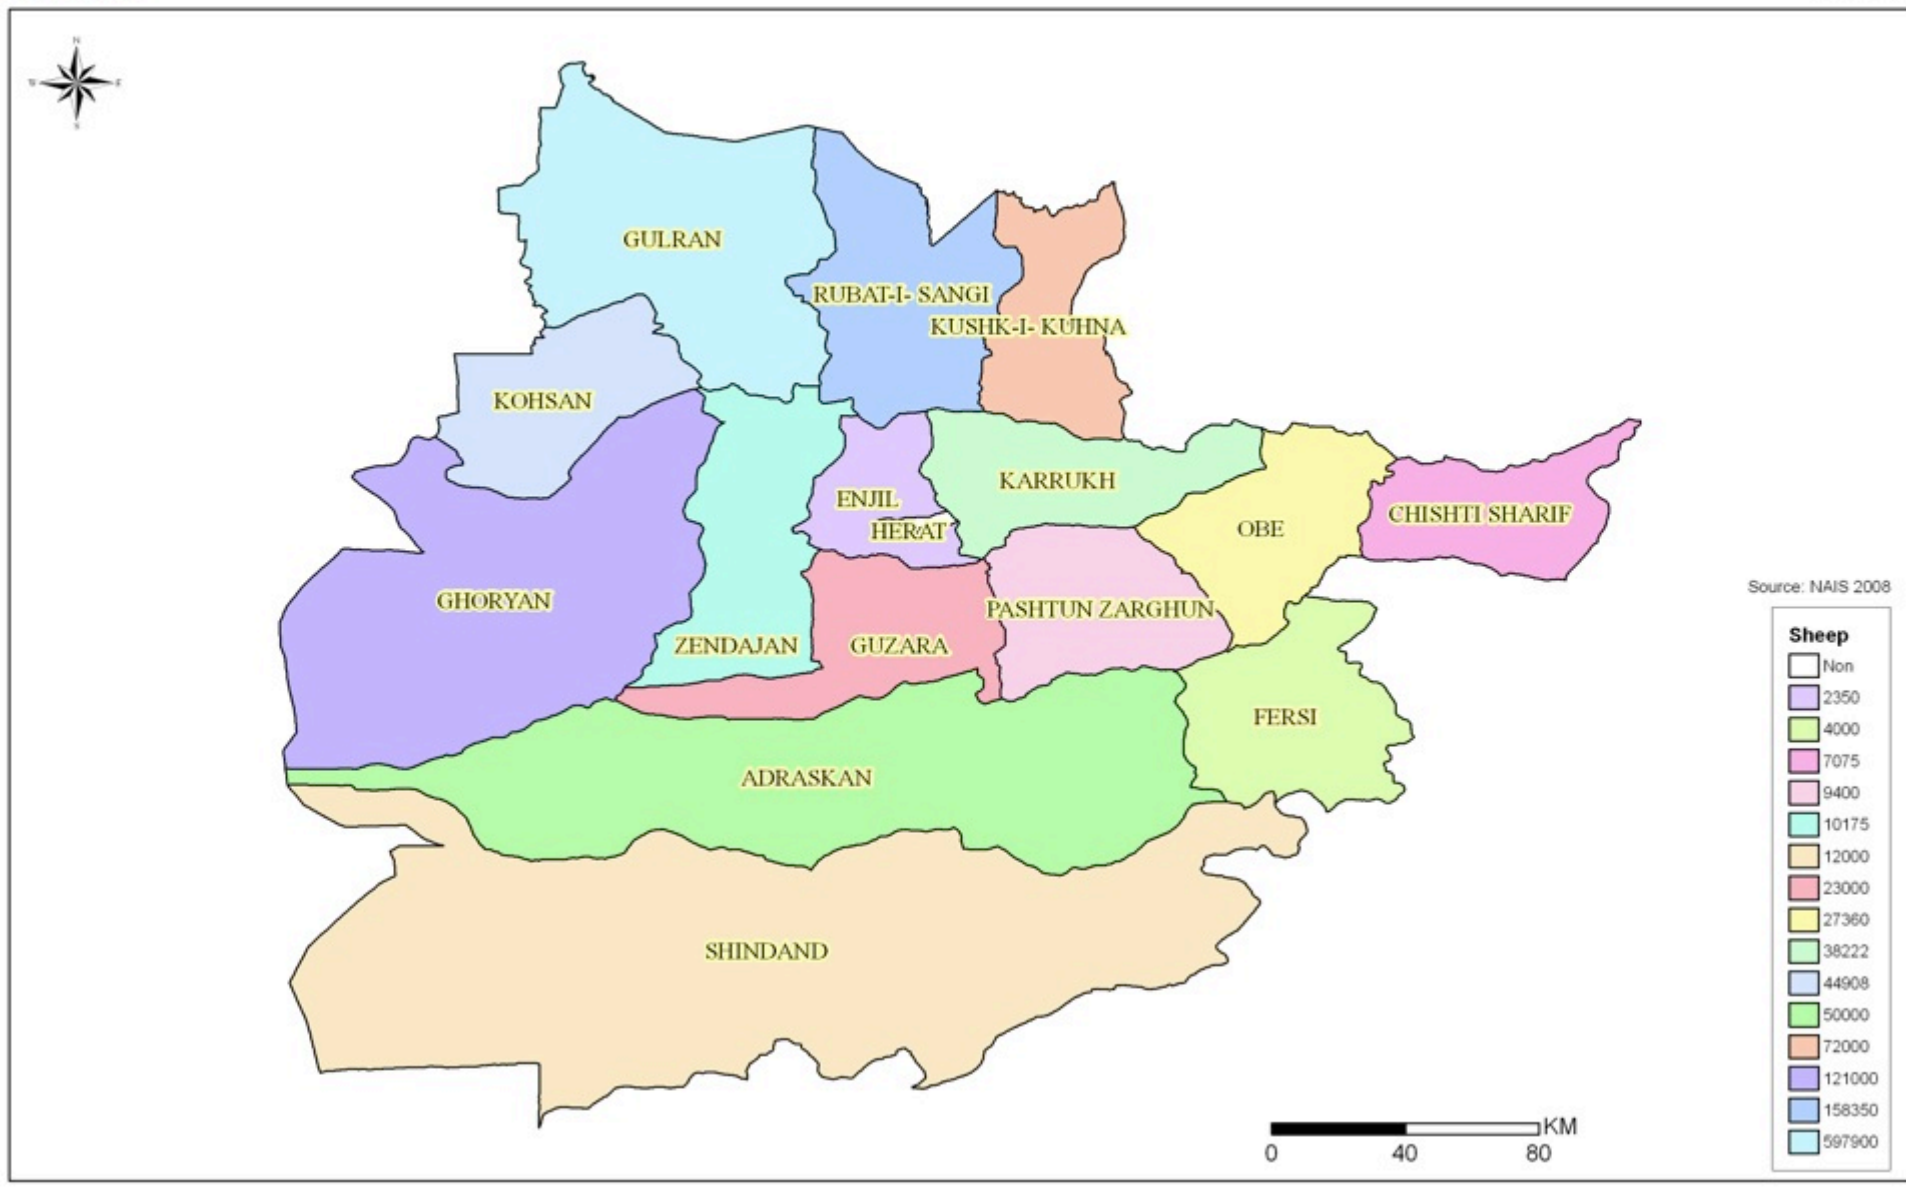 N
W
E
S
GULRAN
RUBAT-I- SANGI
KUSHK-I- KUHNA
KOHSAN
KARRUKH
ENJIL
CHISHTI SHARIF
HERAT
OBE
GHORYAN
PASHTUN ZARGHUN
ZENDAJAN
GUZARA
FERSI
ADRASKAN
SHINDAND
Source: NAIS 2008
Sheep
Non
2350
4000
7075
9400
10175
12000
23000
27360
38222
44908
50000
72000
121000
158350
597900
KM
0 40 80